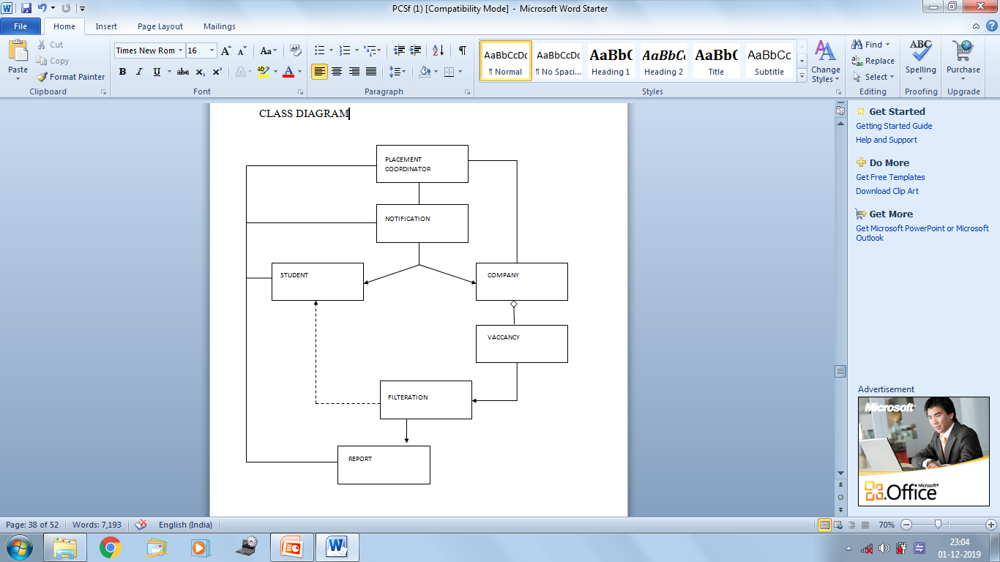 PCSf (1) [Compatibility Mode] - Microsoft Word Starter
File Home Insert Page Layout Mailings
Paste
Cut
Copy
Format Painter
Clipboard
Times New Rom 16
Font
Paragraph
AaBbCcDc AaBbCcDc AaBbC AaBbCc AaBbC AaBbCc
¶ Normal ¶ No Spaci... Heading 1 Heading 2 Title Subtitle
Change Styles
Styles
Find
Replace
Select
Editing
ABC
Spelling
Proofing
Purchase
Upgrade
CLASS DIAGRAM
PLACEMENT
COORDINATOR
NOTIFICATION
STUDENT
COMPANY
VACCANCY
FILTERATION
REPORT
Get Started
Getting Started Guide
Help and Support
Do More
Get Free Templates
Download Clip Art
Get More
Get Microsoft PowerPoint or Microsoft
Outlook
Advertisement
Microsoft
Microsoft
Office
Page: 38 of 52 Words: 7,193 English (India) 70%
23:04
01-12-2019